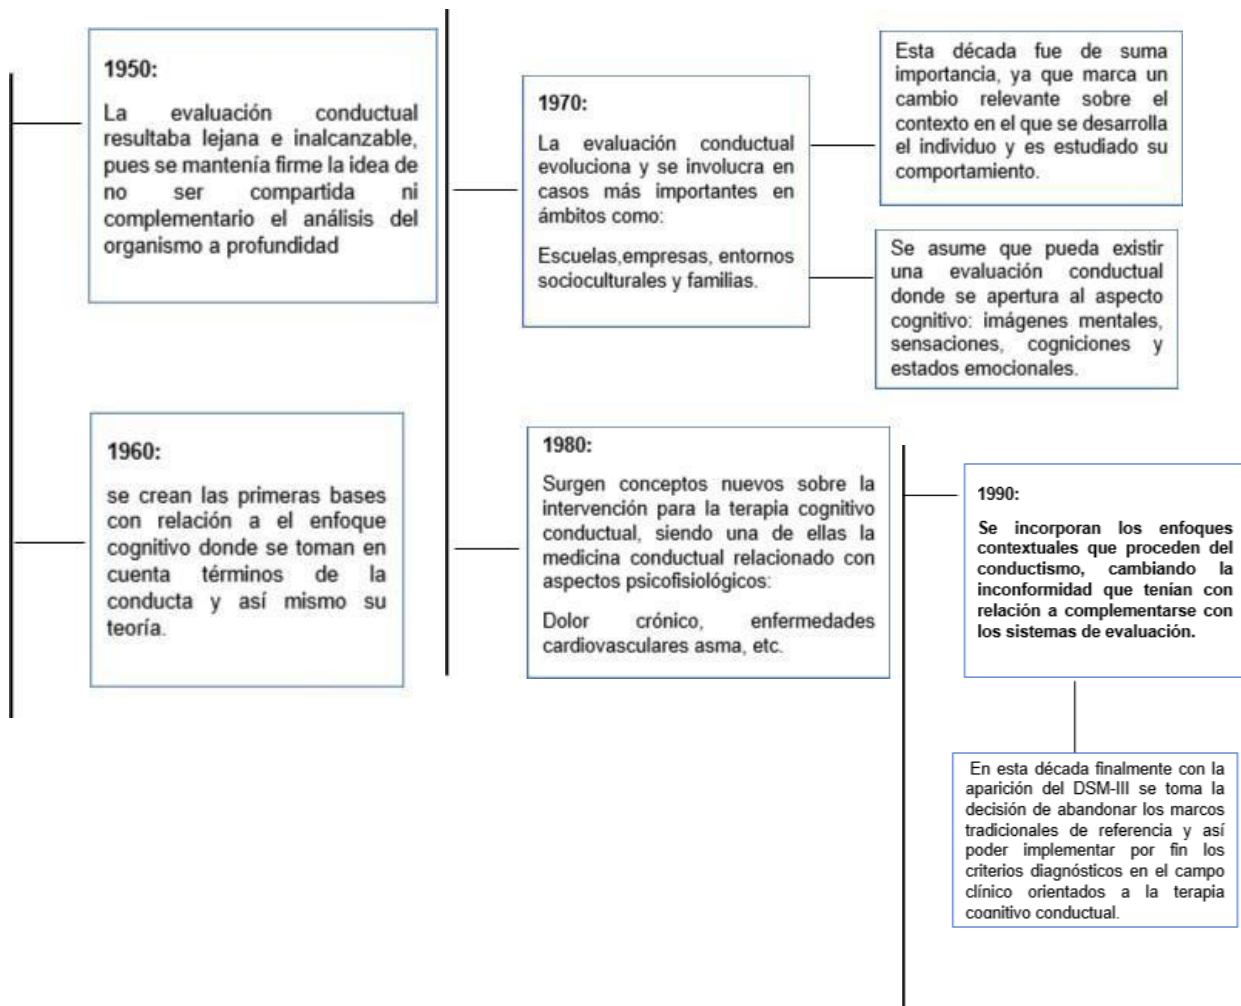 1950:
La evaluación conductual
resultaba lejana e inalcanzable,
pues se mantenía firme la idea de
no ser compartida ni
complementario el análisis del
organismo a profundidad
1960:
se crean las primeras bases
con relación a el enfoque
cognitivo donde se toman en
cuenta términos de la
conducta y así mismo su
teoría.
1970:
La evaluación conductual
evoluciona y se involucra en
casos más importantes en
ámbitos como:
Escuelas,empresas, entornos
socioculturales y familias.
Esta década fue de suma
importancia, ya que marca un
cambio relevante sobre el
contexto en el que se desarrolla
el individuo y es estudiado su
comportamiento.
Se asume que pueda existir
una evaluación conductual
donde se apertura al aspecto
cognitivo: imágenes mentales,
sensaciones, cogniciones y
estados emocionales.
1980:
Surgen conceptos nuevos sobre la
intervención para la terapia cognitivo
conductual, siendo una de ellas la
medicina conductual relacionado con
aspectos psicofisiológicos:
Dolor crónico, enfermedades
cardiovasculares asma, etc.
1990:
Se incorporan los enfoques
contextuales que proceden del
conductismo, cambiando la
inconformidad que tenían con
relación a complementarse con
los sistemas de evaluación.
En esta década finalmente con la
aparición del DSM-III se toma la
decisión de abandonar los marcos
tradicionales de referencia y así
poder implementar por fin los
criterios diagnósticos en el campo
clínico orientados a la terapia
cognitivo conductual.